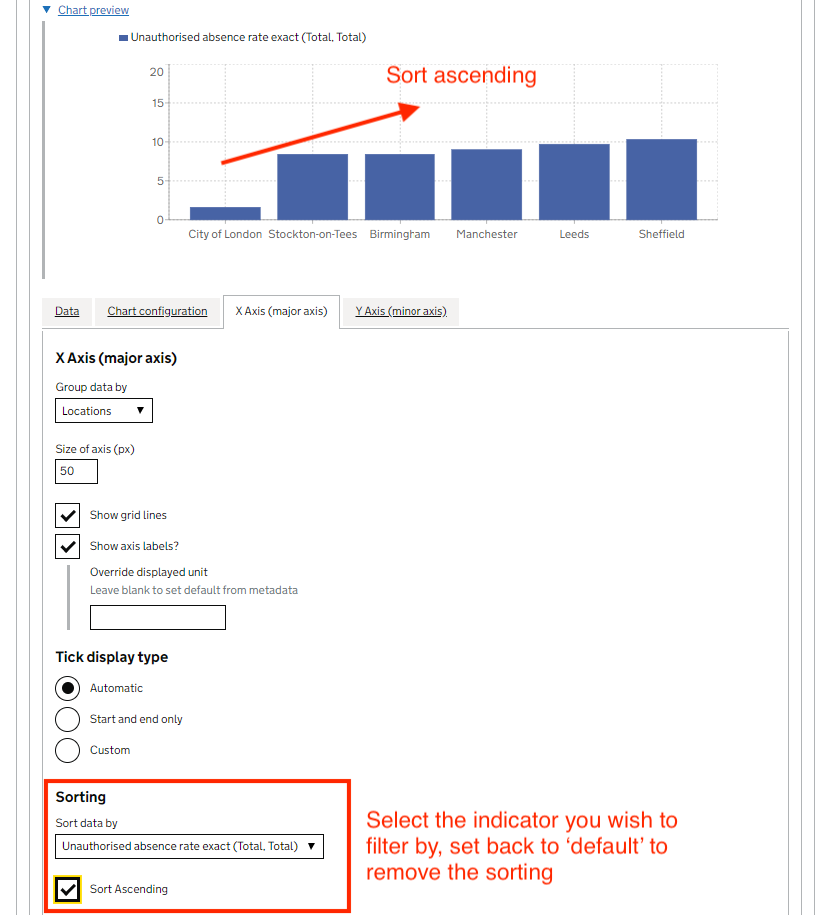 ▼ Chart preview
Unauthorised absence rate exact (Total, Total)
Sort ascending
20
15
10
5
0
City of London Stockton-on-Tees Birmingham Manchester Leeds Sheffield
Data Chart configuration X Axis (major axis) Y Axis (minor axis)
X Axis (major axis)
Group data by
Locations ▼
Size of axis (px)
50
Show grid lines
Show axis labels?
Override displayed unit
Leave blank to set default from metadata
Tick display type
Automatic
Start and end only
Custom
Sorting
Sort data by
Unauthorised absence rate exact (Total, Total) ▼
Sort Ascending
Select the indicator you wish to
filter by, set back to ‘default’ to
remove the sorting